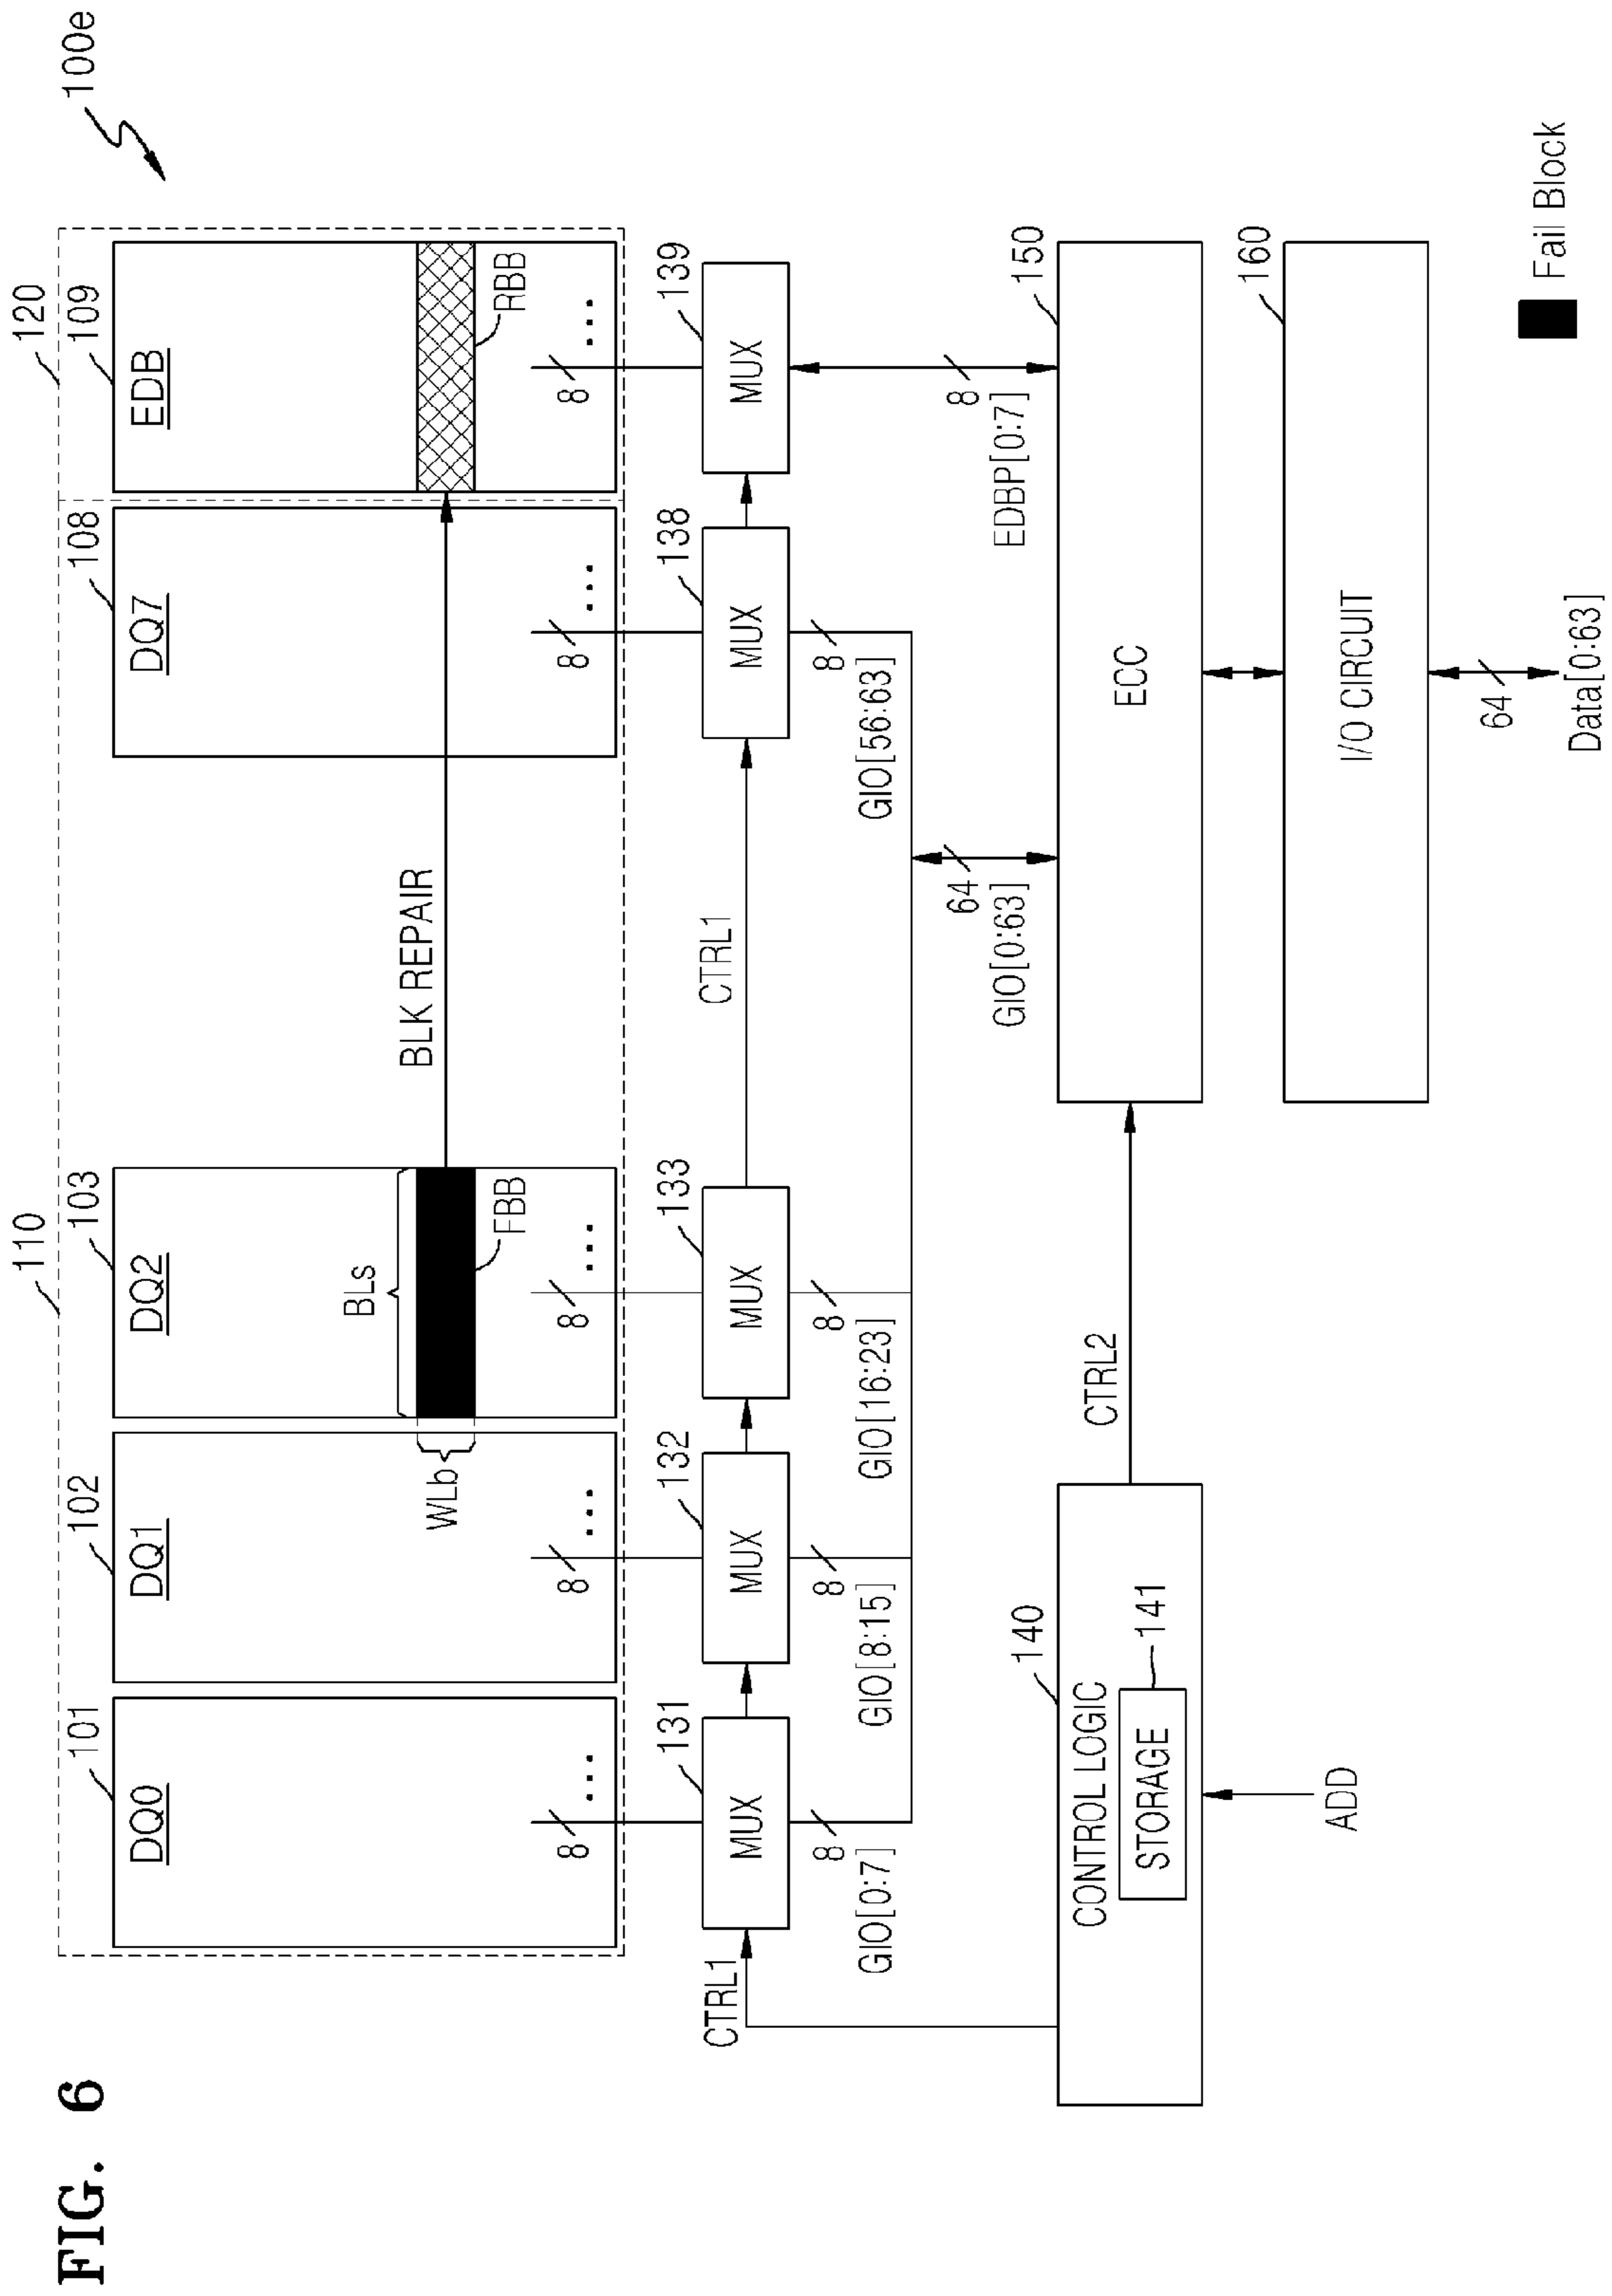 FIG. 6
100e
110
120
101
102
103
108
109
DQ0
DQ1
DQ2
DQ7
EDB
BLs
WLb
FBB
BLK REPAIR
RBB
8
...
8
...
8
...
8
...
8
...
131
132
133
138
139
CTRL1
MUX
MUX
MUX
CTRL1
MUX
MUX
8
8
8
8
8
GIO[0:7]
GIO[8:15]
GIO[16:23]
GIO[56:63]
EDBP[0:7]
64
GIO[0:63]
140
150
CONTROL LOGIC
STORAGE
141
CTRL2
ECC
ADD
160
I/O CIRCUIT
64
Data[0:63]
Fail Block